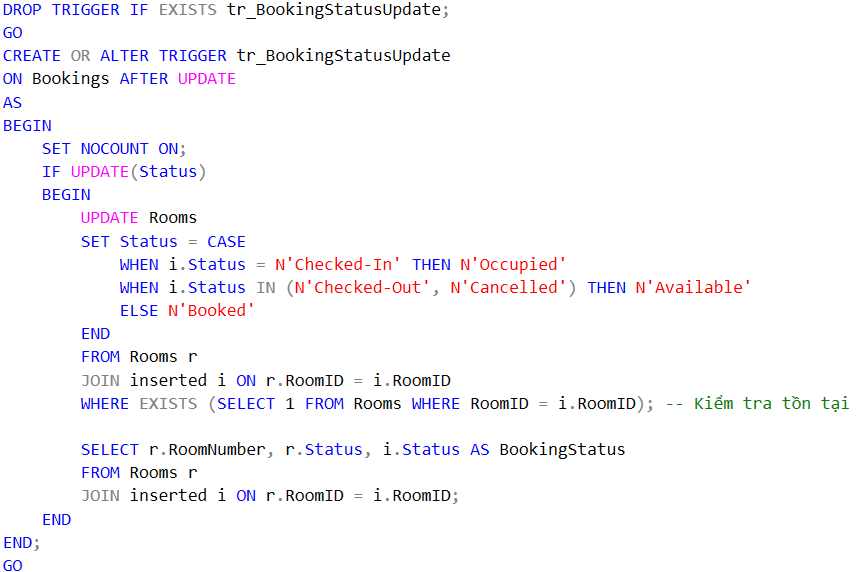 DROP TRIGGER IF EXISTS tr_BookingStatusUpdate;
GO
CREATE OR ALTER TRIGGER tr_BookingStatusUpdate
ON Bookings AFTER UPDATE
AS
BEGIN
    SET NOCOUNT ON;
    IF UPDATE(Status)
    BEGIN
        UPDATE Rooms
        SET Status = CASE
            WHEN i.Status = N'Checked-In' THEN N'Occupied'
            WHEN i.Status IN (N'Checked-Out', N'Cancelled') THEN N'Available'
            ELSE N'Booked'
        END
        FROM Rooms r
        JOIN inserted i ON r.RoomID = i.RoomID
        WHERE EXISTS (SELECT 1 FROM Rooms WHERE RoomID = i.RoomID); -- Kiểm tra tồn tại

        SELECT r.RoomNumber, r.Status, i.Status AS BookingStatus
        FROM Rooms r
        JOIN inserted i ON r.RoomID = i.RoomID;
    END
END;
GO